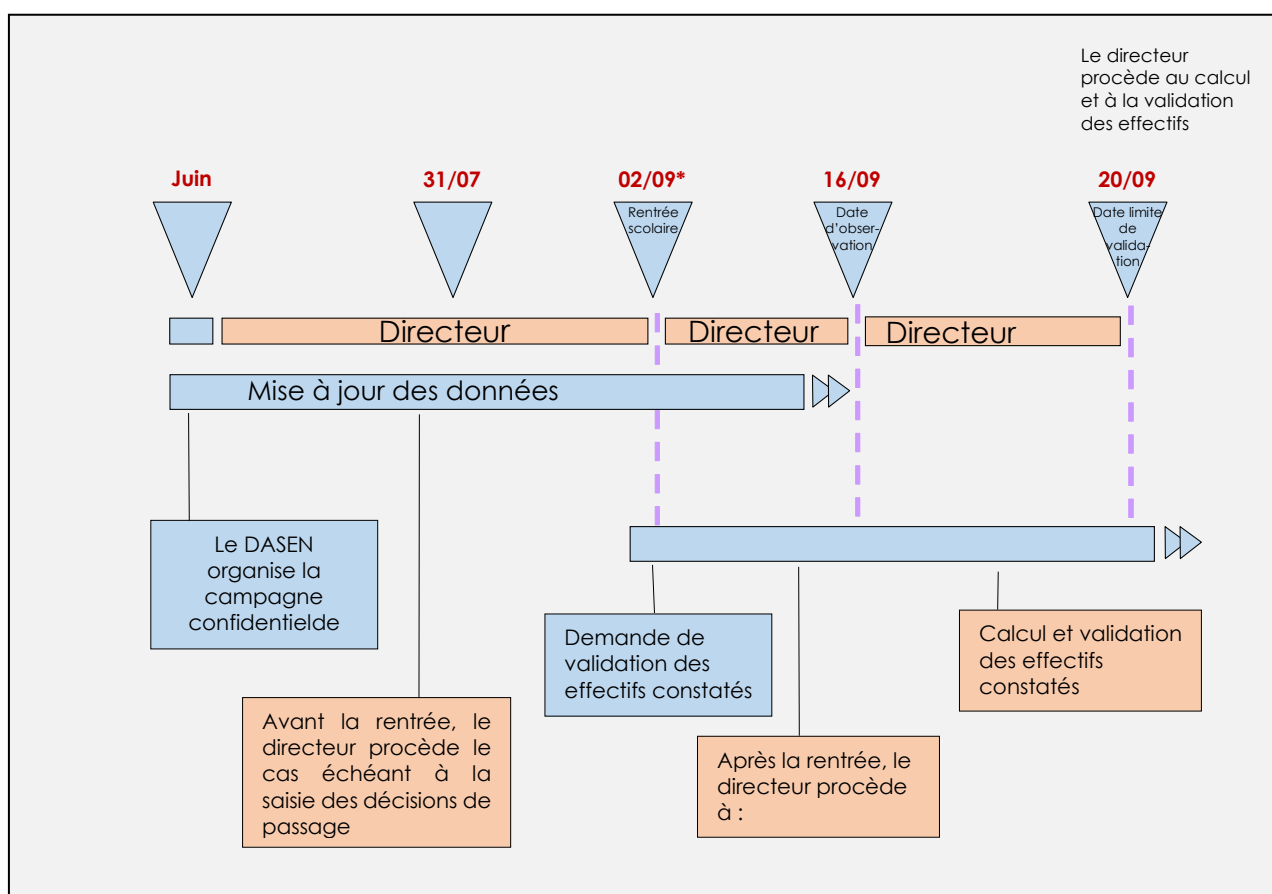 Le directeur
procède au calcul
et à la validation
des effectifs
Juin
31/07
02/09*
16/09
20/09
Rentrée
scolaire
Date
d'obser-
vation
Date limite
de
valida-
tion
Directeur
Directeur
Directeur
Mise à jour des données
Le DASEN
organise la
campagne
confidentielde
Demande de
validation des
effectifs constatés
Calcul et validation
des effectifs
constatés
Avant la rentrée, le
directeur procède le
cas échéant à la
saisie des décisions de
passage
Après la rentrée, le
directeur procède
à :